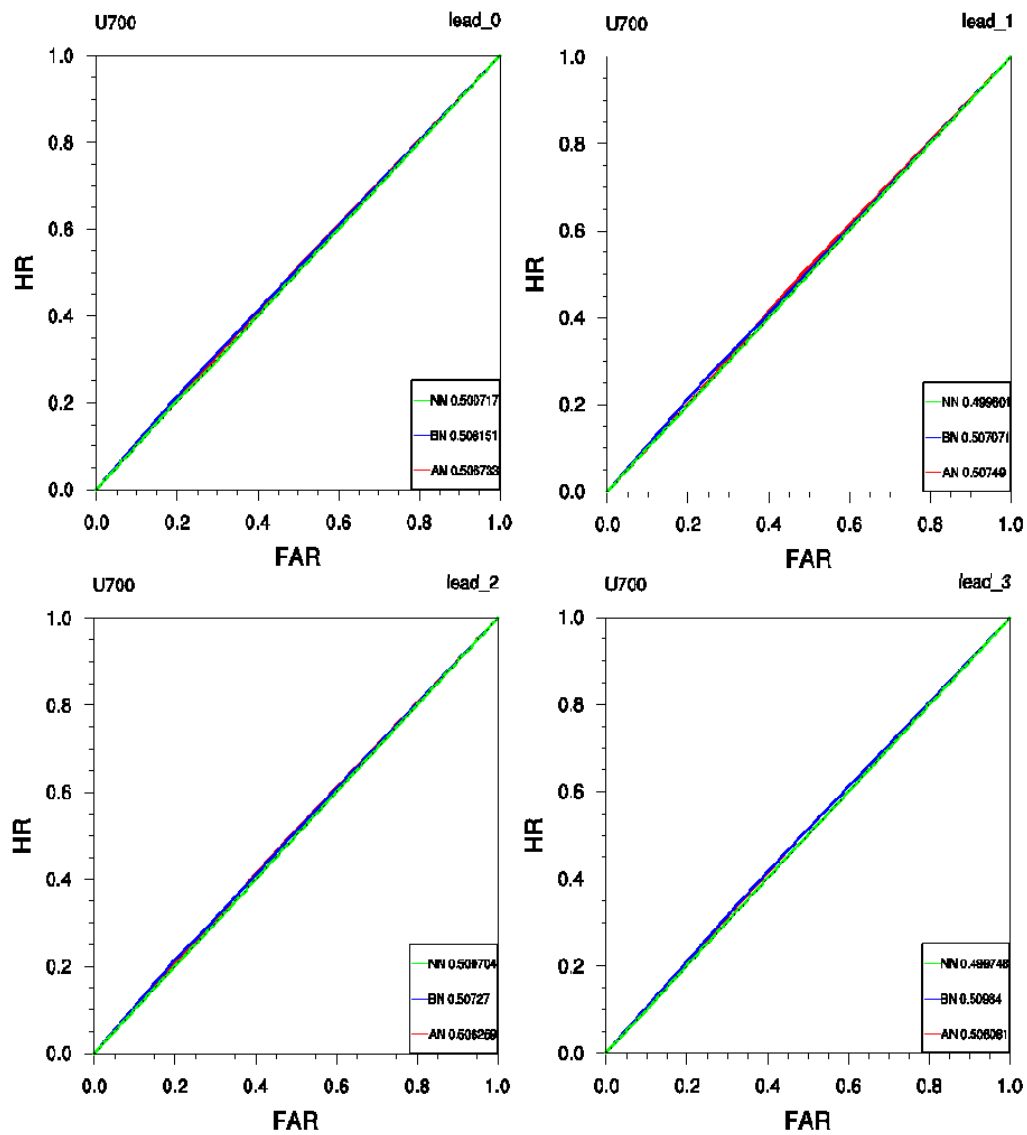 U700 lead_0
1.0
0.8
0.6
HR
0.4
0.2
0.0
NN 0.500717
BN 0.508151
AN 0.506733
0.0 0.2 0.4 0.6 0.8 1.0
FAR
U700 lead_1
1.0
0.8
0.6
HR
0.4
0.2
0.0
NN 0.499601
BN 0.507071
AN 0.50749
0.0 0.2 0.4 0.6 0.8 1.0
FAR
U700 lead_2
1.0
0.8
0.6
HR
0.4
0.2
0.0
NN 0.500704
BN 0.50727
AN 0.506259
0.0 0.2 0.4 0.6 0.8 1.0
FAR
U700 lead_3
1.0
0.8
0.6
HR
0.4
0.2
0.0
NN 0.499748
BN 0.50984
AN 0.506081
0.0 0.2 0.4 0.6 0.8 1.0
FAR